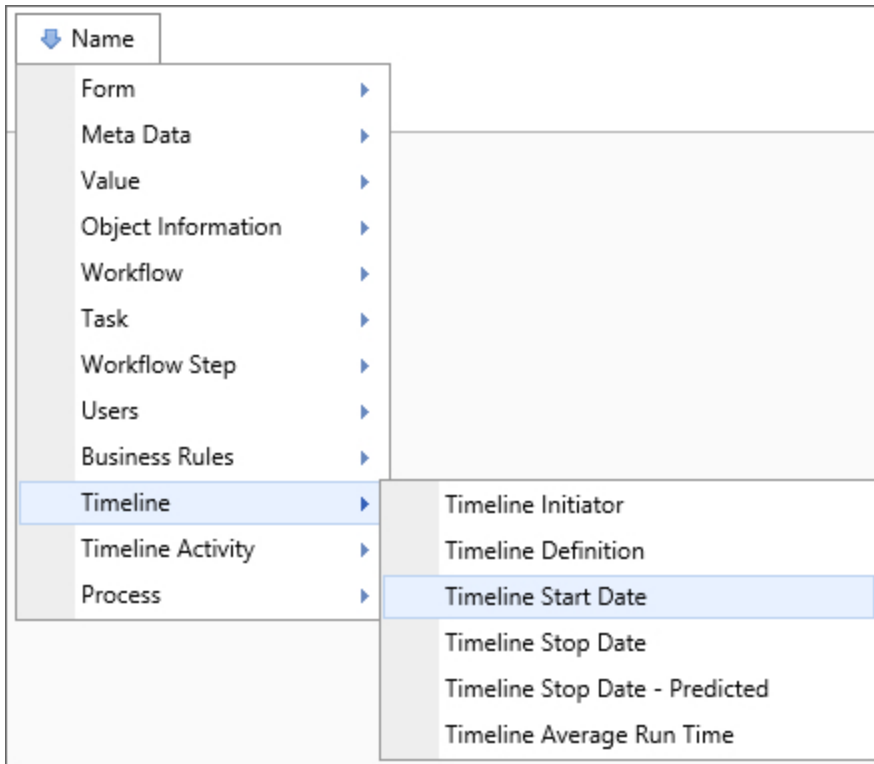 Name
Form
Meta Data
Value
Object Information
Workflow
Task
Workflow Step
Users
Business Rules
Timeline
Timeline Activity
Process
Timeline Initiator
Timeline Definition
Timeline Start Date
Timeline Stop Date
Timeline Stop Date - Predicted
Timeline Average Run Time